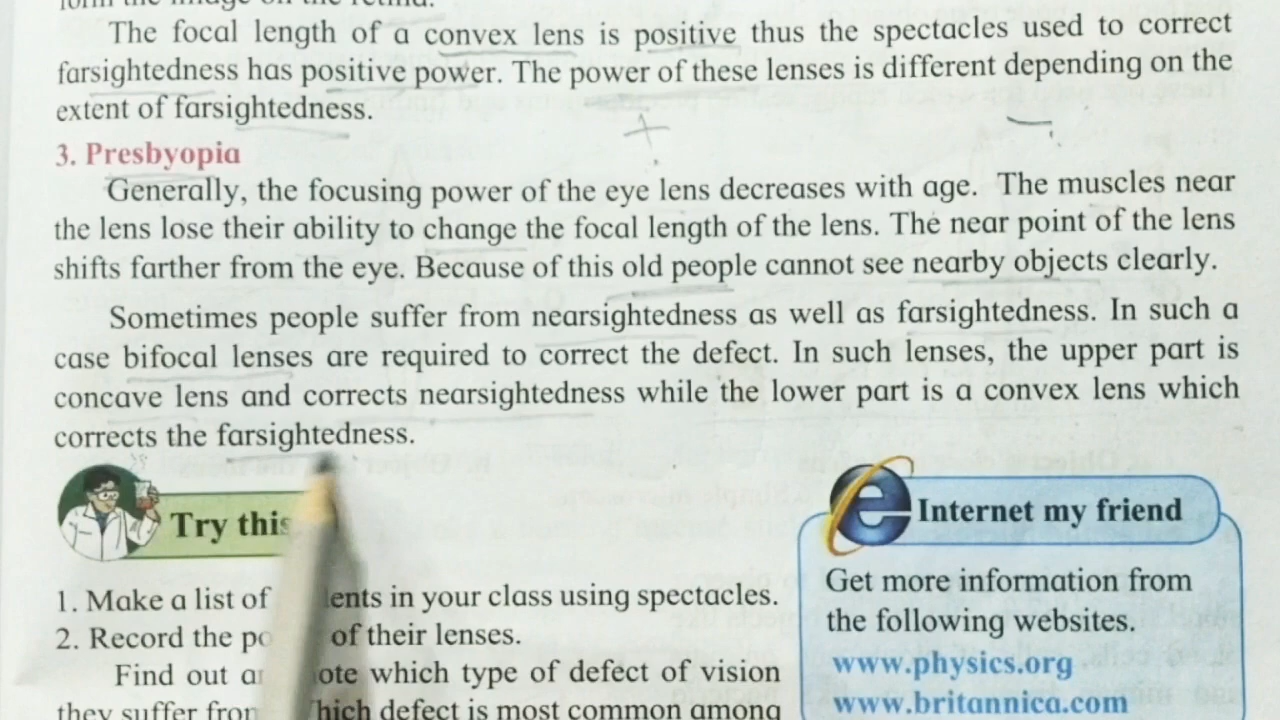 form the image on the retina.
The focal length of a convex lens is positive thus the spectacles used to correct
farsightedness has positive power. The power of these lenses is different depending on the
extent of farsightedness.
+
3. Presbyopia
Generally, the focusing power of the eye lens decreases with age. The muscles near
the lens lose their ability to change the focal length of the lens. The near point of the lens
shifts farther from the eye. Because of this old people cannot see nearby objects clearly.
Sometimes people suffer from nearsightedness as well as farsightedness. In such a
case bifocal lenses are required to correct the defect. In such lenses, the upper part is
concave lens and corrects nearsightedness while the lower part is a convex lens which
corrects the farsightedness.
Try this
1. Make a list of in your class using spectacles.
2. Record the of their lenses.
Find out which type of defect of vision
they suffer defect is most common among
Internet my friend
Get more information from
the following websites.
www.physics.org
www.britannica.com